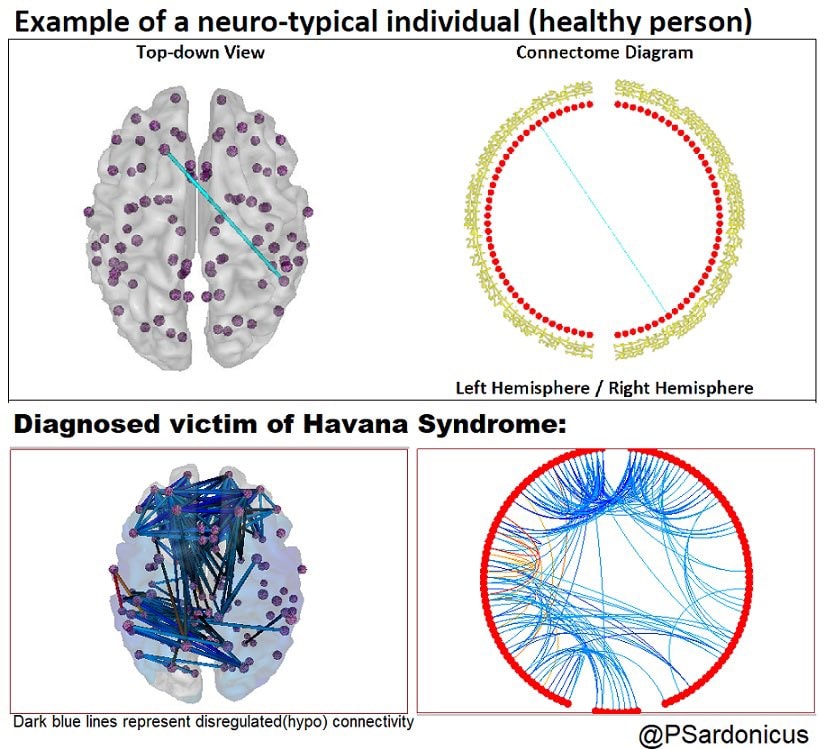 Example of a neuro-typical individual (healthy person)
Top-down View
Connectome Diagram
Left Hemisphere / Right Hemisphere
Diagnosed victim of Havana Syndrome:
Dark blue lines represent disregulated(hypo) connectivity
@PSardonicus